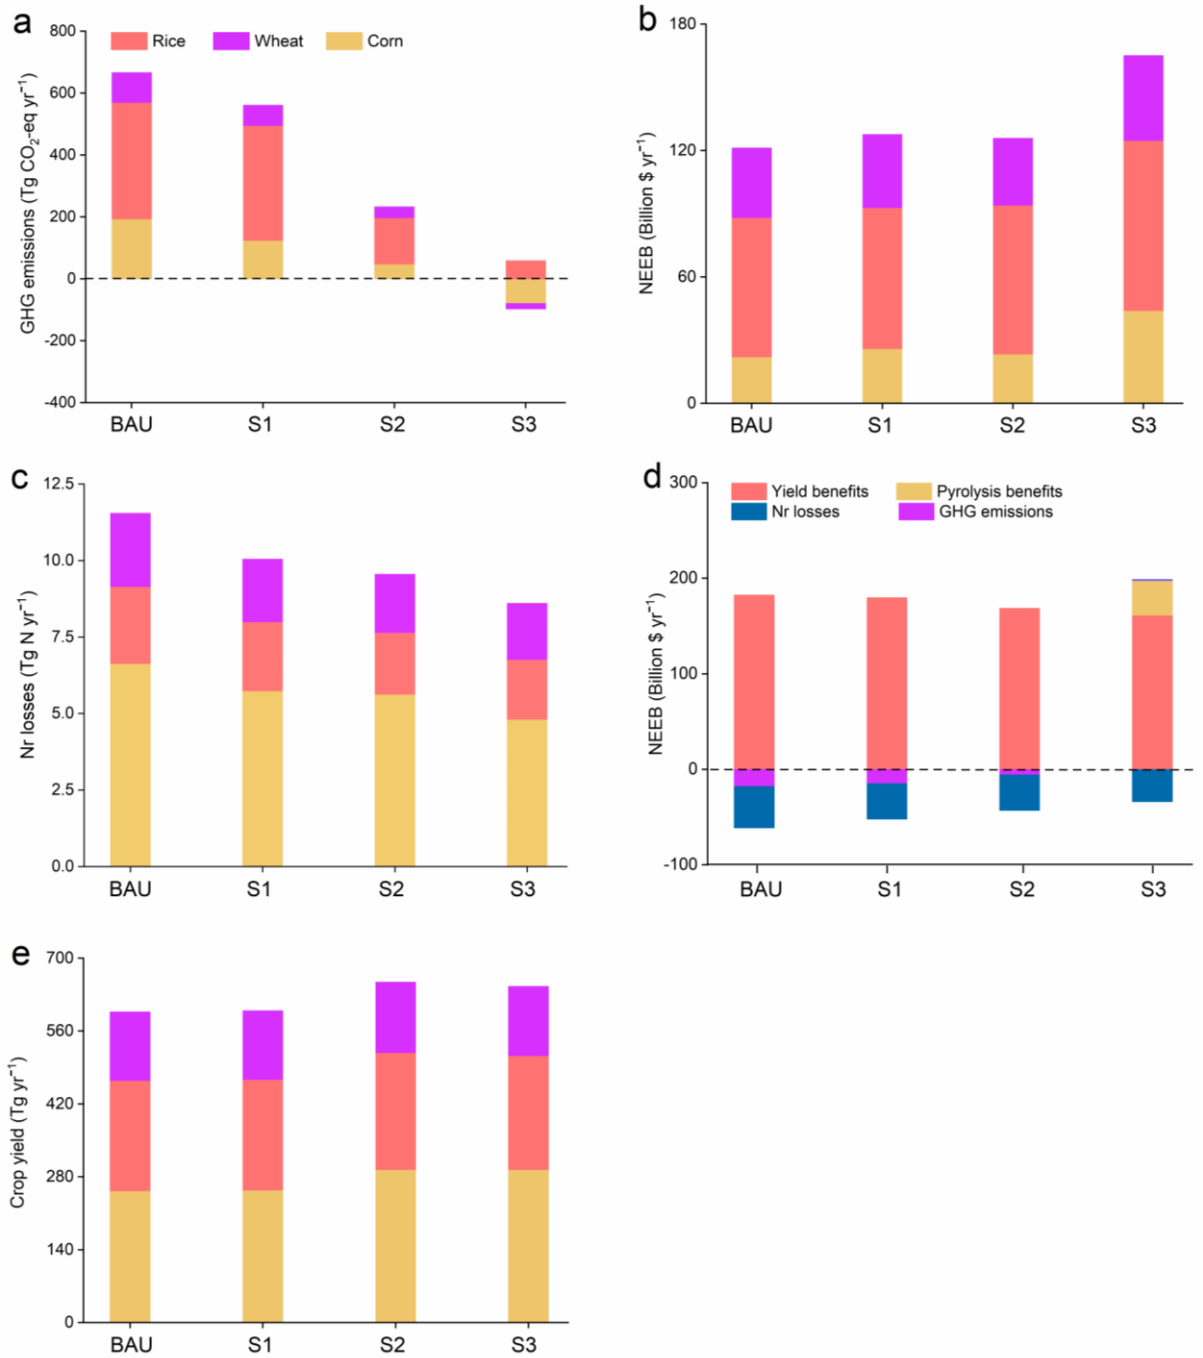 a
Rice Wheat Corn
GHG emissions (Tg CO₂-eq yr⁻¹)
800
600
400
200
0
-200
-400
BAU S1 S2 S3
b
NEEB (Billion $ yr⁻¹)
180
120
60
0
BAU S1 S2 S3
c
Nr losses (Tg N yr⁻¹)
12.5
10.0
7.5
5.0
2.5
0.0
BAU S1 S2 S3
d
Yield benefits Pyrolysis benefits
Nr losses GHG emissions
NEEB (Billion $ yr⁻¹)
300
200
100
0
-100
BAU S1 S2 S3
e
Crop yield (Tg yr⁻¹)
700
560
420
280
140
0
BAU S1 S2 S3